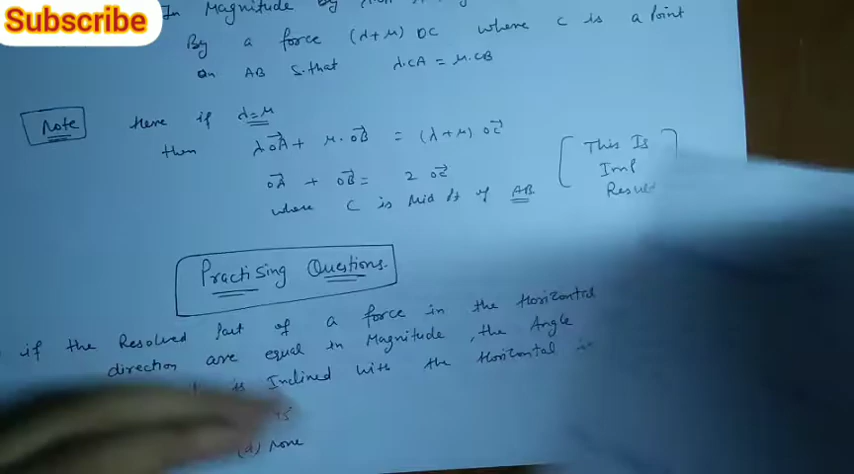 Subscribe
In Magnitude by
By a force (λ+μ) OC where C is a Point
on AB S.that λ.CA = μ.CB
Note Here if λ=μ
then λOA⃗ + μ.OB⃗ = (λ+μ) OC⃗
OA⃗ + OB⃗ = 2 OC⃗
where C is Mid Pt of AB
[This Is
Imp
Result]
Practising Questions.
if the Resolved Part of a force in the Horizontal
direction are equal in Magnitude, the Angle
is Inclined with the Horizontal is
is
(d) None